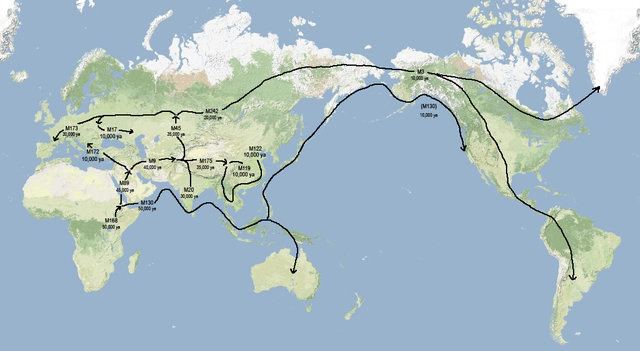 M3
10,000 ya
(M130)
10,000 ya
M242
20,000 ya
M173
30,000 ya
M17
10,000 ya
M45
35,000 ya
M172
10,000 ya
M9
40,000 ya
M175
35,000 ya
M122
10,000 ya
M119
10,000 ya
M89
45,000 ya
M20
30,000 ya
M130
50,000 ya
M168
50,000 ya